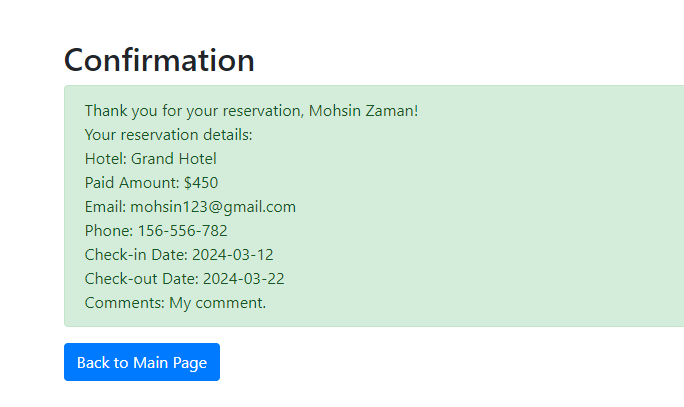 Confirmation
Thank you for your reservation, Mohsin Zaman!
Your reservation details:
Hotel: Grand Hotel
Paid Amount: $450
Email: mohsin123@gmail.com
Phone: 156-556-782
Check-in Date: 2024-03-12
Check-out Date: 2024-03-22
Comments: My comment.
Back to Main Page